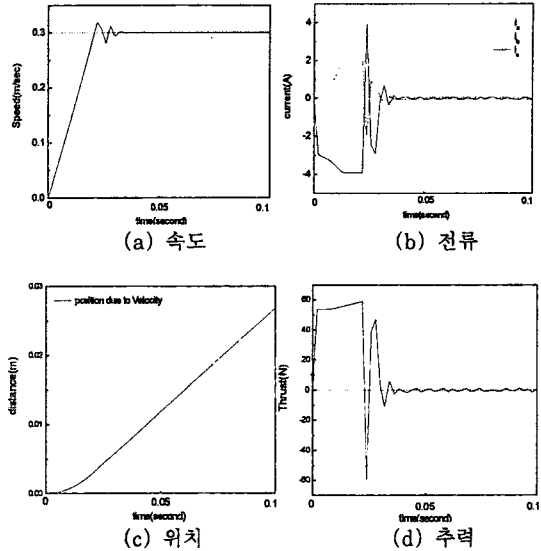 0.3
0.3
0.1
0.0
Speed(m/sec)
0
0.05
0.1
time(second)
(a) 속도
4
2
0
-2
-4
current(A)
0
0.05
0.1
time(second)
(b) 전류
0.03
0.02
0.01
0.00
distance(m)
position due to Velocity
0.05
0.1
time(second)
(c) 위치
60
40
20
0
-20
-40
-60
Thrust(N)
0
0.05
0.1
time(second)
(d) 추력